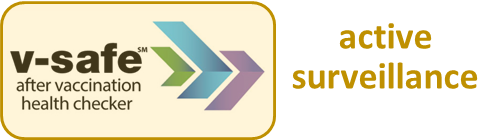 v-safe℠
after vaccination
health checker
active
surveillance